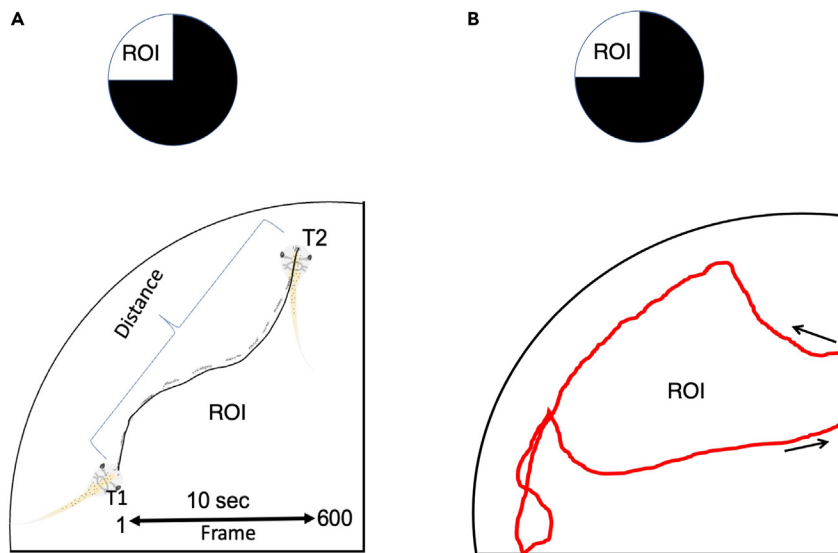 A
ROI
B
ROI
T2
Distance
ROI
T1
10 sec
1
600
Frame
ROI